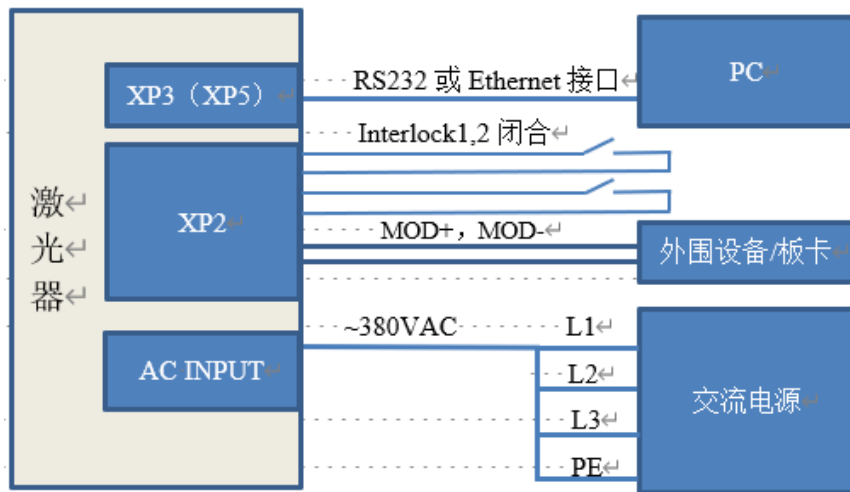 激
光
器
XP3（XP5）
RS232 或 Ethernet 接口
PC
Interlock1,2 闭合
XP2
MOD+，MOD-
外围设备/板卡
~380VAC
L1
AC INPUT
L2
交流电源
L3
PE